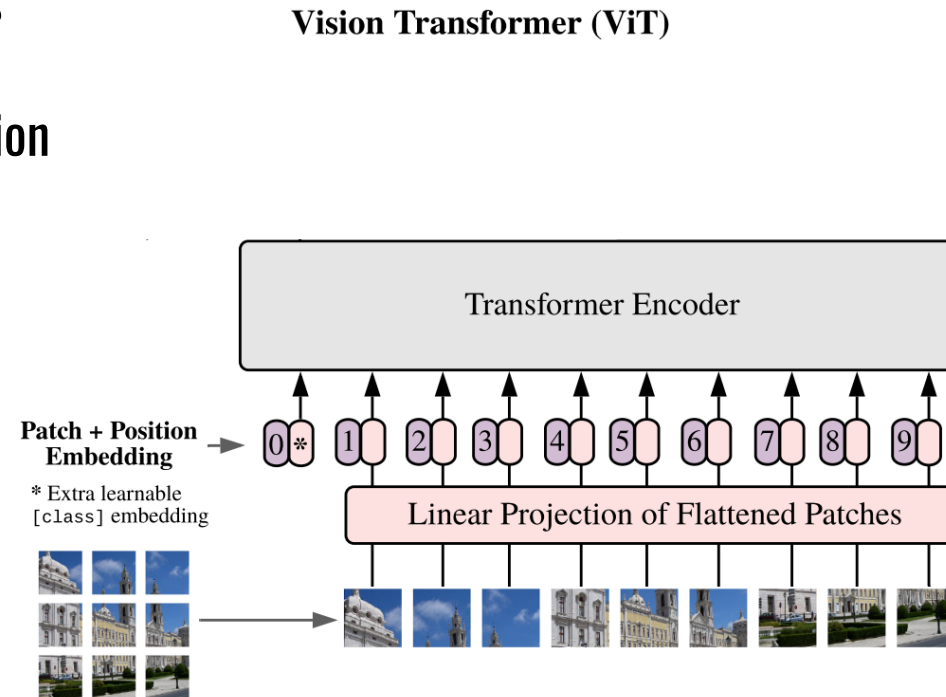 Vision Transformer (ViT)
Transformer Encoder
Patch + Position
Embedding
* Extra learnable
[class] embedding
0 * 1 2 3 4 5 6 7 8 9
Linear Projection of Flattened Patches